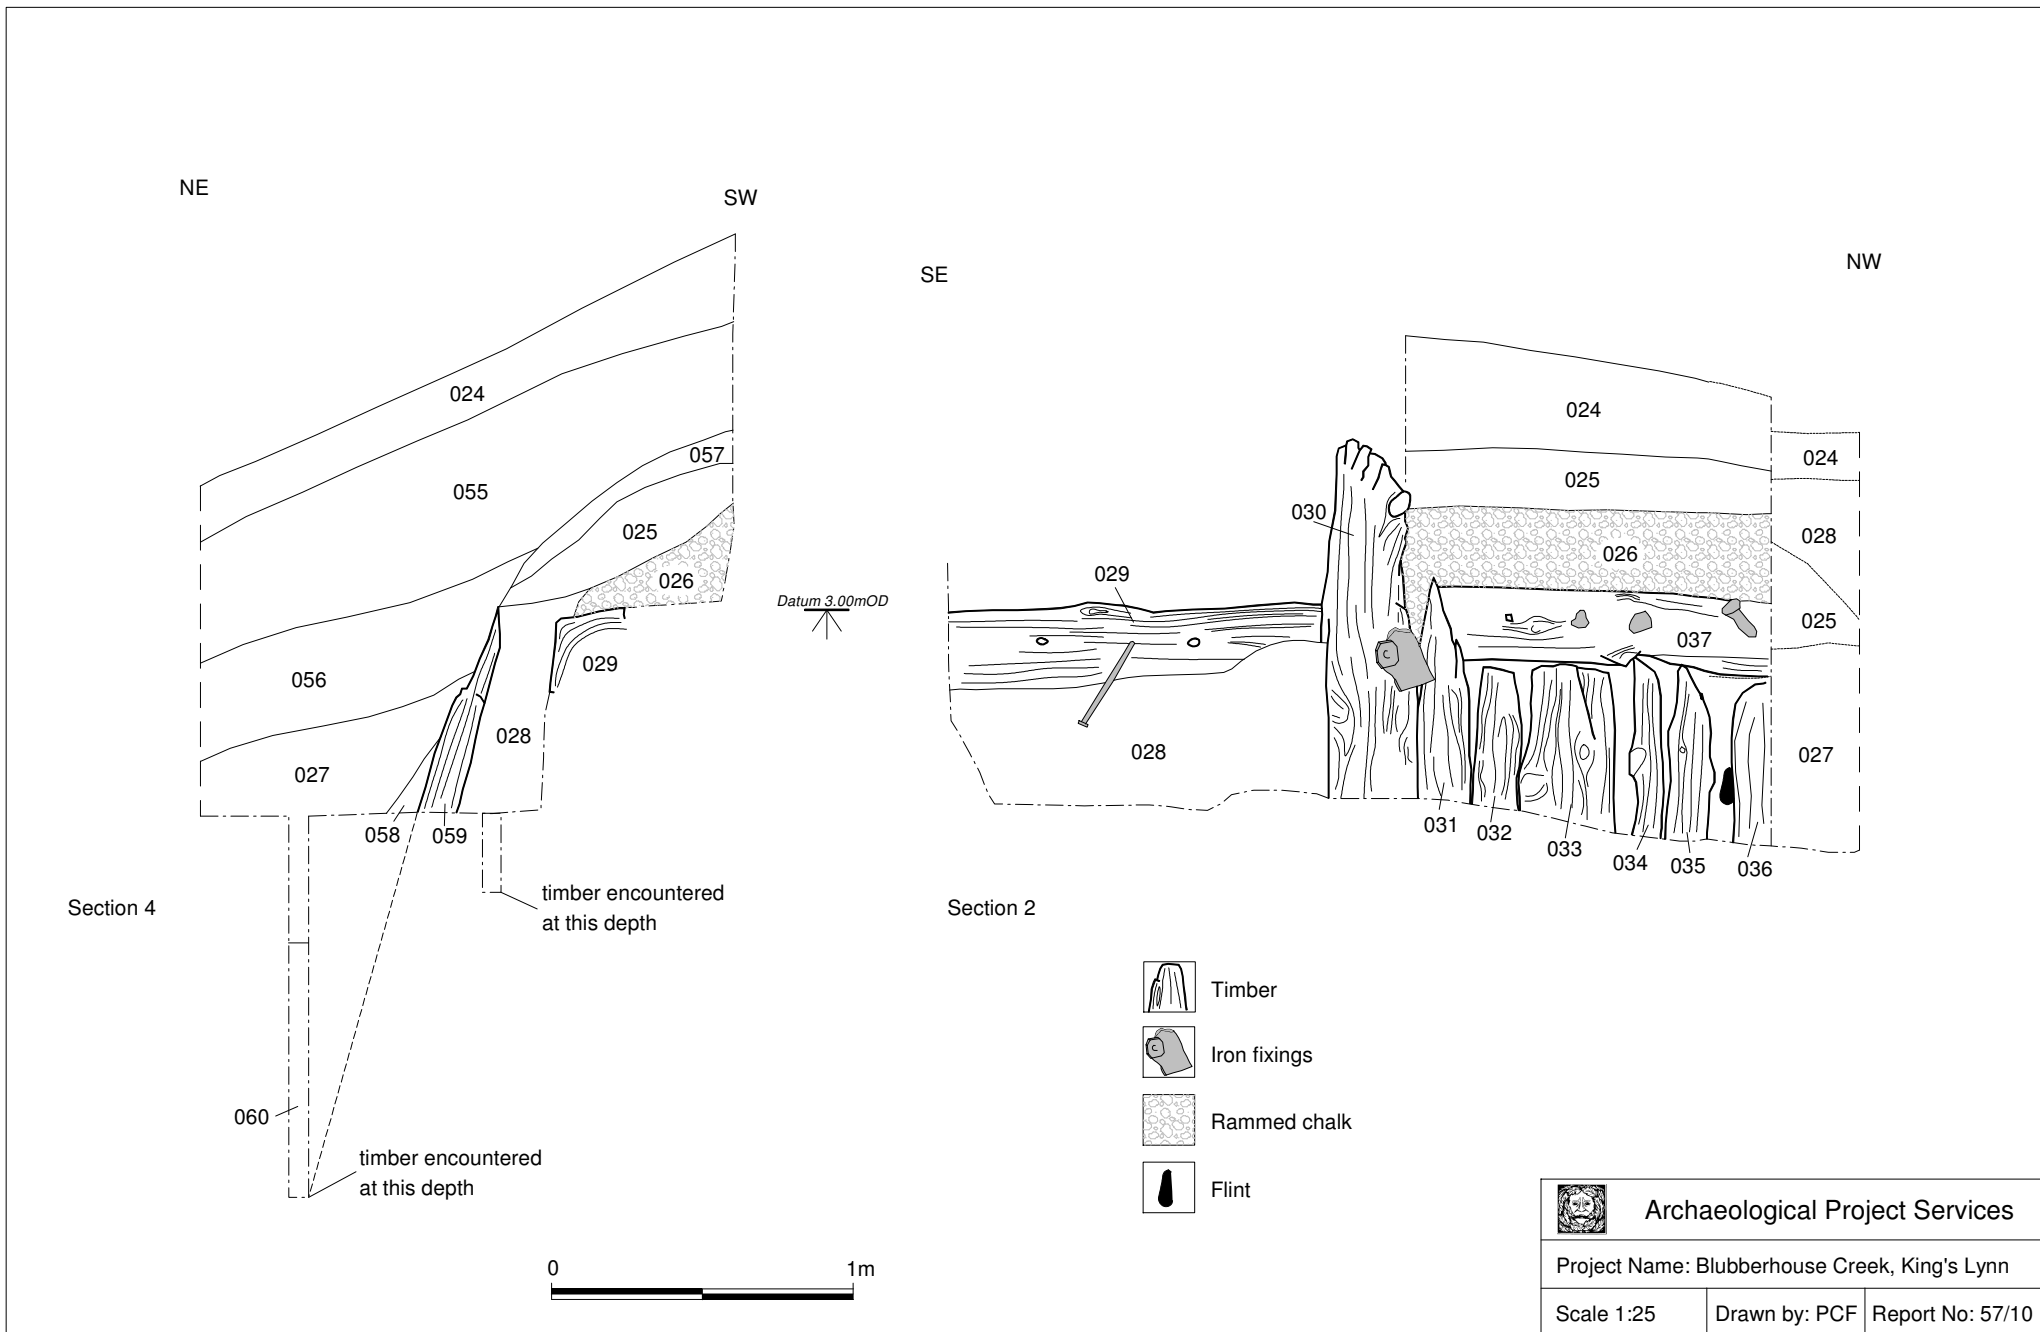 NE
SW
SE
NW
024
055
057
025
026
056
029
028
027
058
059
timber encountered
at this depth
Section 4
060
timber encountered
at this depth
Datum 3.00mOD
029
030
024
025
026
024
028
025
037
028
027
031
032
033
034
035
036
C
Section 2
Timber
C
Iron fixings
Rammed chalk
Flint
0
1m
Archaeological Project Services
Project Name: Blubberhouse Creek, King's Lynn
Scale 1:25
Drawn by: PCF
Report No: 57/10